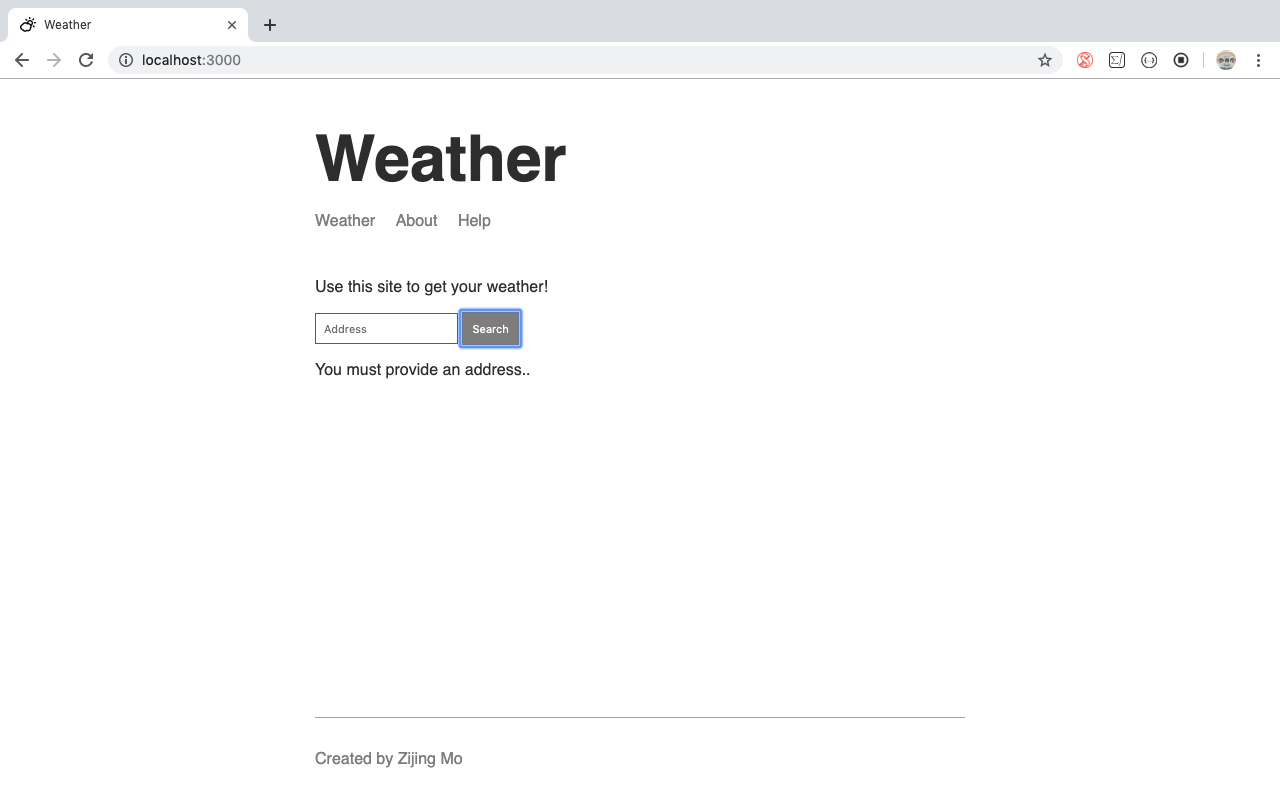 Weather
localhost:3000
Weather
Weather About Help
Use this site to get your weather!
Address Search
You must provide an address..
Created by Zijing Mo